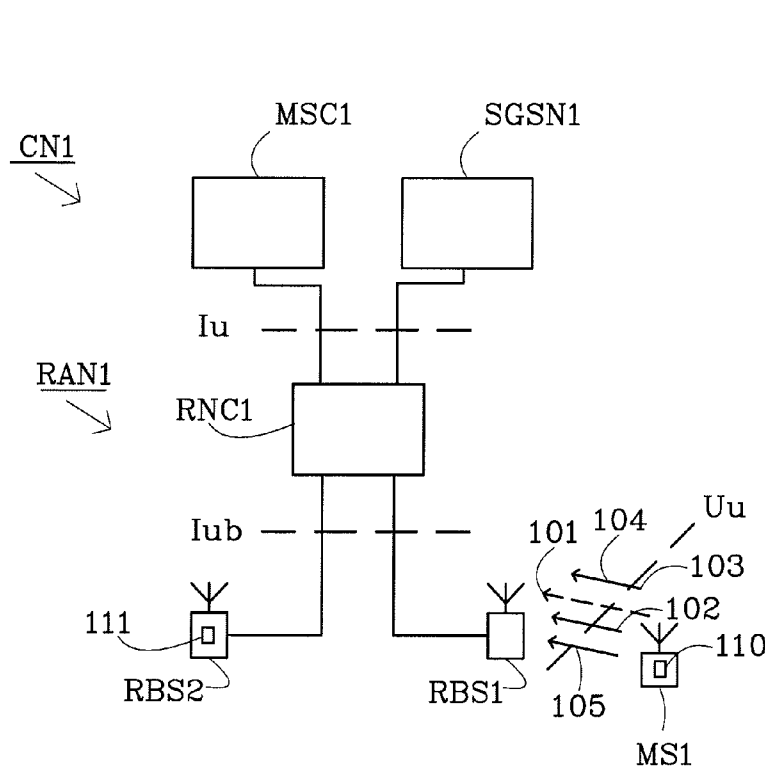 MSC1
SGSN1
CN1
Iu
RAN1
RNC1
Uu
104
101
Iub
103
102
111
110
RBS2
RBS1
105
MS1